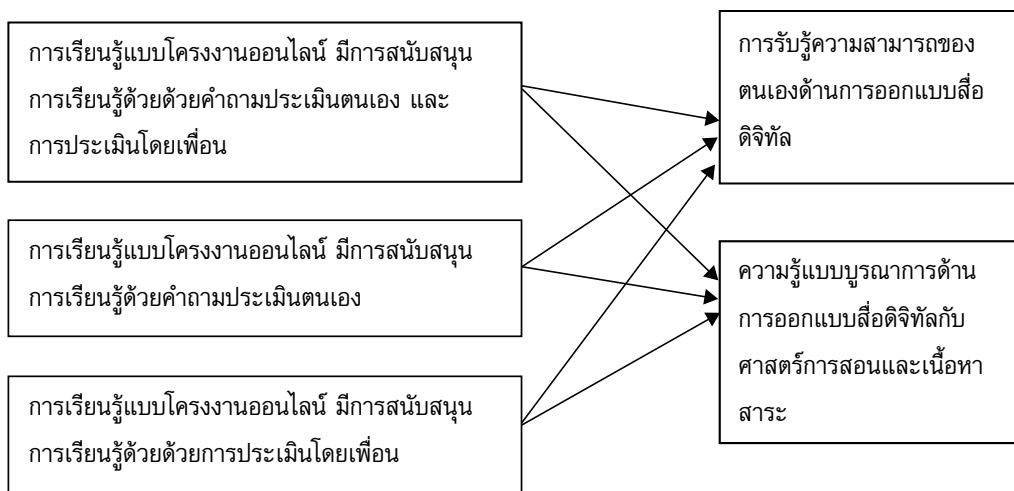 การเรียนรู้แบบโครงงานออนไลน์ มีการสนับสนุน
การเรียนรู้ด้วยด้วยคำถามประเมินตนเอง และ
การประเมินโดยเพื่อน
การเรียนรู้แบบโครงงานออนไลน์ มีการสนับสนุน
การเรียนรู้ด้วยคำถามประเมินตนเอง
การเรียนรู้แบบโครงงานออนไลน์ มีการสนับสนุน
การเรียนรู้ด้วยด้วยการประเมินโดยเพื่อน
การรับรู้ความสามารถของ
ตนเองด้านการออกแบบสื่อ
ดิจิทัล
ความรู้แบบบูรณาการด้าน
การออกแบบสื่อดิจิทัลกับ
ศาสตร์การสอนและเนื้อหา
สาระ